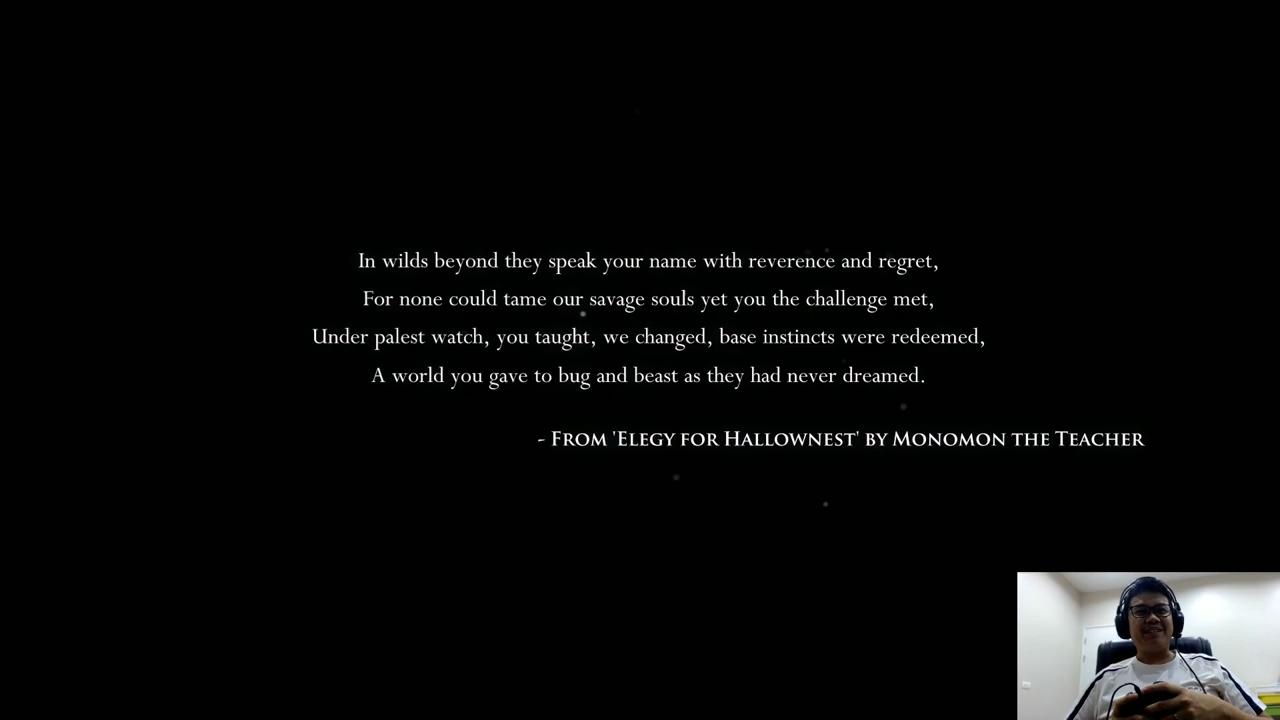 In wilds beyond they speak your name with reverence and regret,
For none could tame our savage souls yet you the challenge met,
Under palest watch, you taught, we changed, base instincts were redeemed,
A world you gave to bug and beast as they had never dreamed.
- From 'Elegy for Hallownest' by Monomon the Teacher